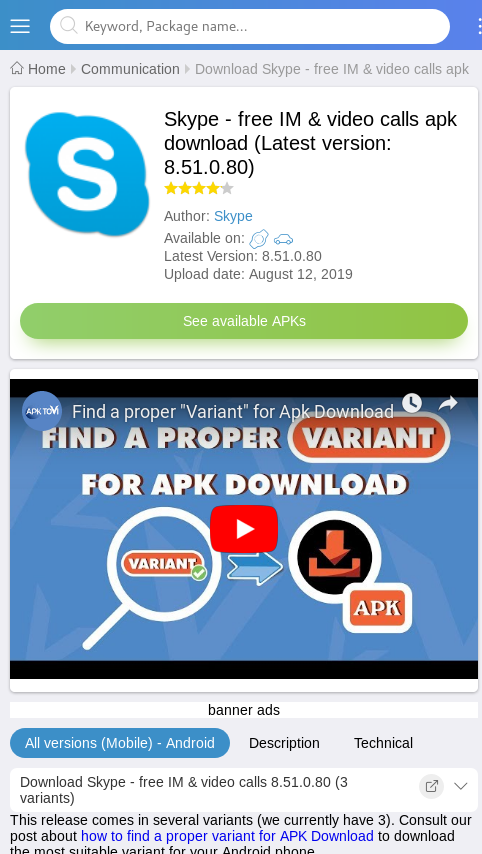 Keyword, Package name...
Home Communication Download Skype - free IM & video calls apk
Skype - free IM & video calls apk
download (Latest version:
8.51.0.80)
Author: Skype
Available on:
Latest Version: 8.51.0.80
Upload date: August 12, 2019
See available APKs
APK TOVI
Find a proper "Variant" for Apk Download
FIND A PROPER VARIANT
FOR APK DOWNLOAD
VARIANT
APK
banner ads
All versions (Mobile) - Android Description Technical
Download Skype - free IM & video calls 8.51.0.80 (3
variants)
This release comes in several variants (we currently have 3). Consult our
post about how to find a proper variant for APK Download to download
the most suitable variant for your Android phone